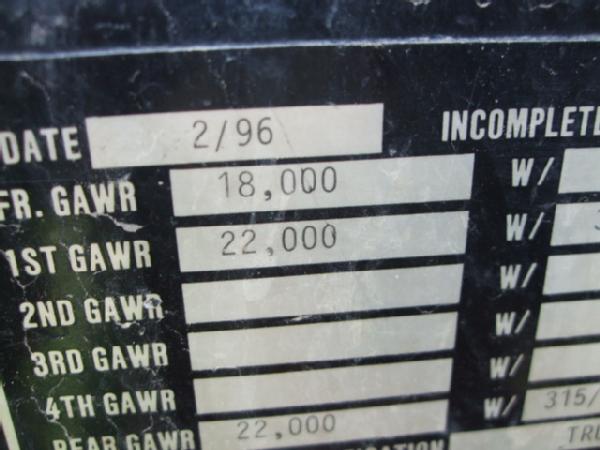 DATE 2/96 INCOMPLETE
FR. GAWR 18,000 W/
1ST GAWR 22,000 W/
2ND GAWR W/
3RD GAWR W/
4TH GAWR W/ 315/
REAR GAWR 22,000